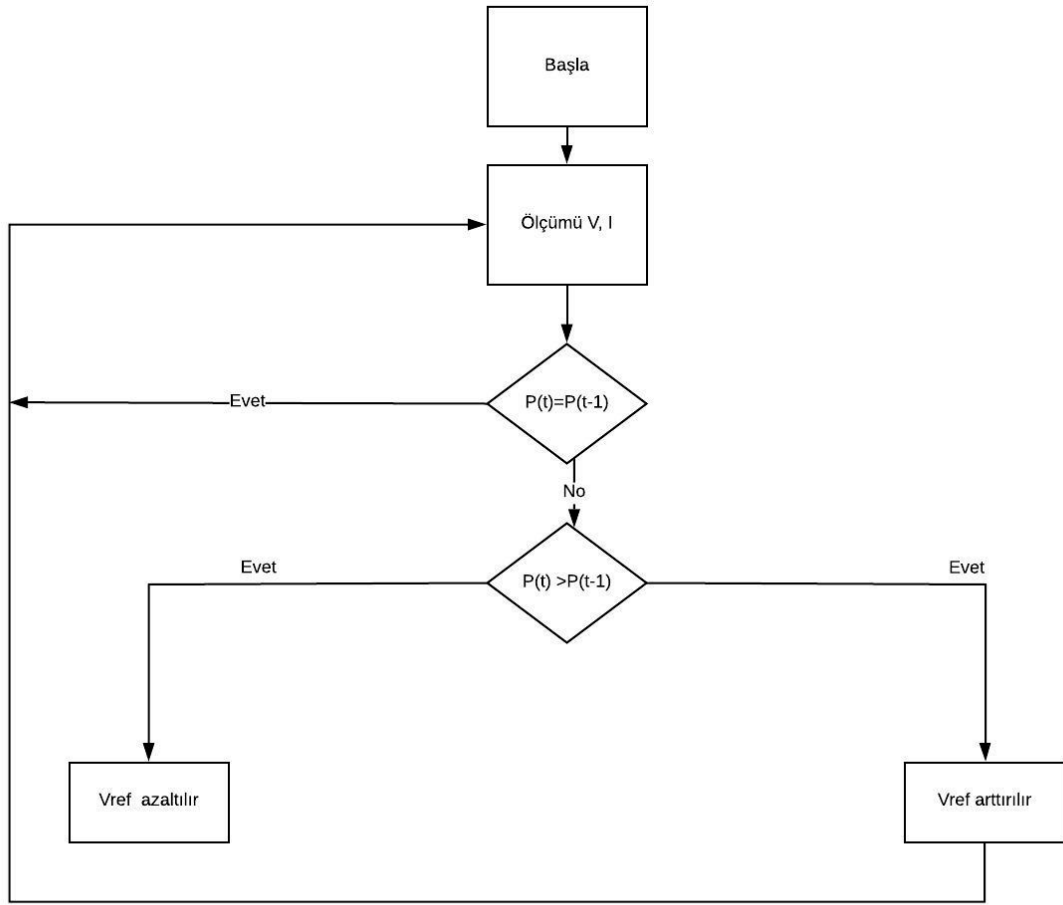 Başla
Ölçümü V, I
Evet
P(t)=P(t-1)
No
Evet
P(t) >P(t-1)
Evet
Vref azaltılır
Vref arttırılır